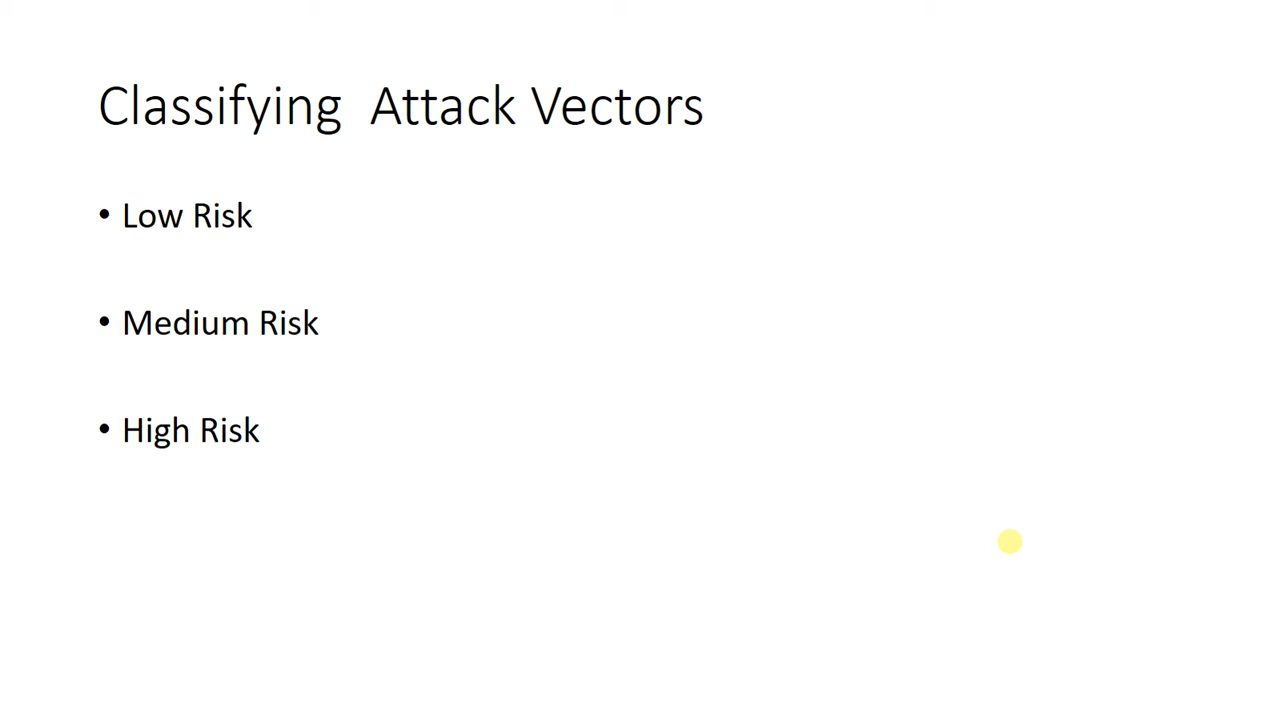 Classifying  Attack Vectors
• Low Risk
• Medium Risk
• High Risk